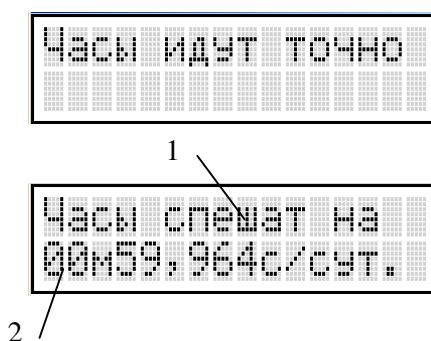 Часы идут точно
1
Часы спешат на
00м59,964с/сут.
2